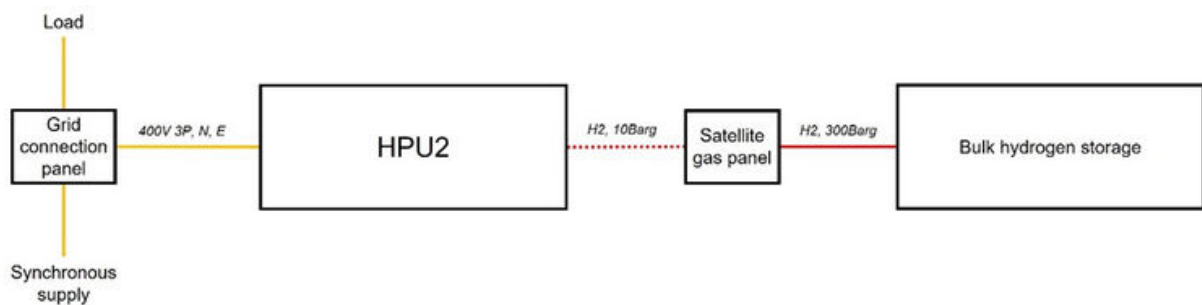 Load
Grid
connection
panel
400V 3P, N, E
HPU2
H2, 10Barg
Satellite
gas panel
H2, 300Barg
Bulk hydrogen storage
Synchronous
supply